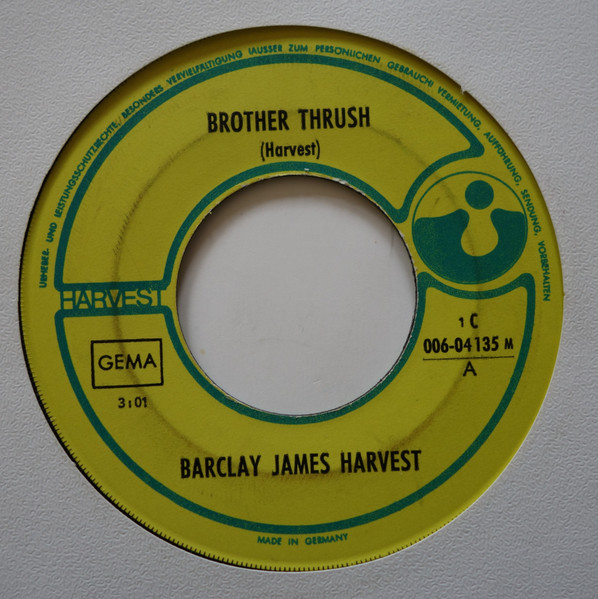 URHEBER- UND LEISTUNGSSCHUTZRECHTE/BESONDERS VERVIELFÄLTIGUNG (AUSSER ZUM PERSÖNLICHEN GEBRAUCH) VERMIETUNG, AUFFÜHRUNG, SENDUNG, VORBEHALTEN
BROTHER THRUSH
(Harvest)
HARVEST
GEMA
3:01
1 C
006-04135 M
A
BARCLAY JAMES HARVEST
MADE IN GERMANY